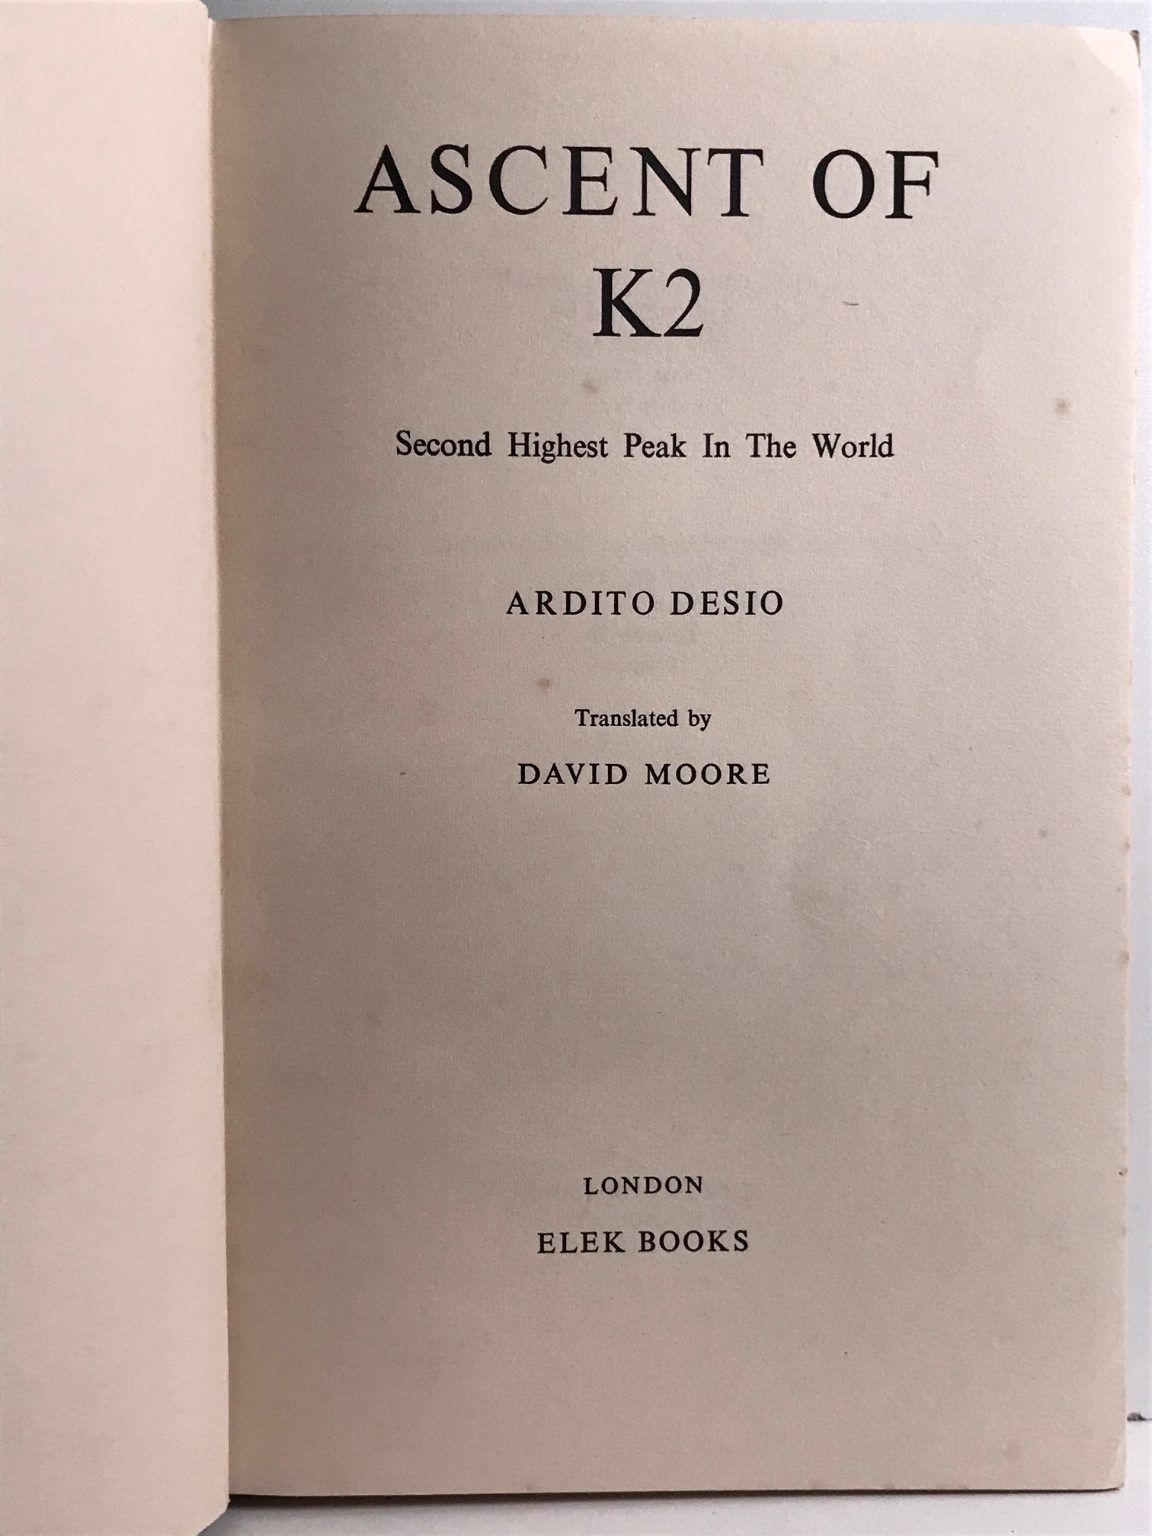 ASCENT OF
K2
Second Highest Peak In The World
ARDITO DESIO
Translated by
DAVID MOORE
LONDON
ELEK BOOKS